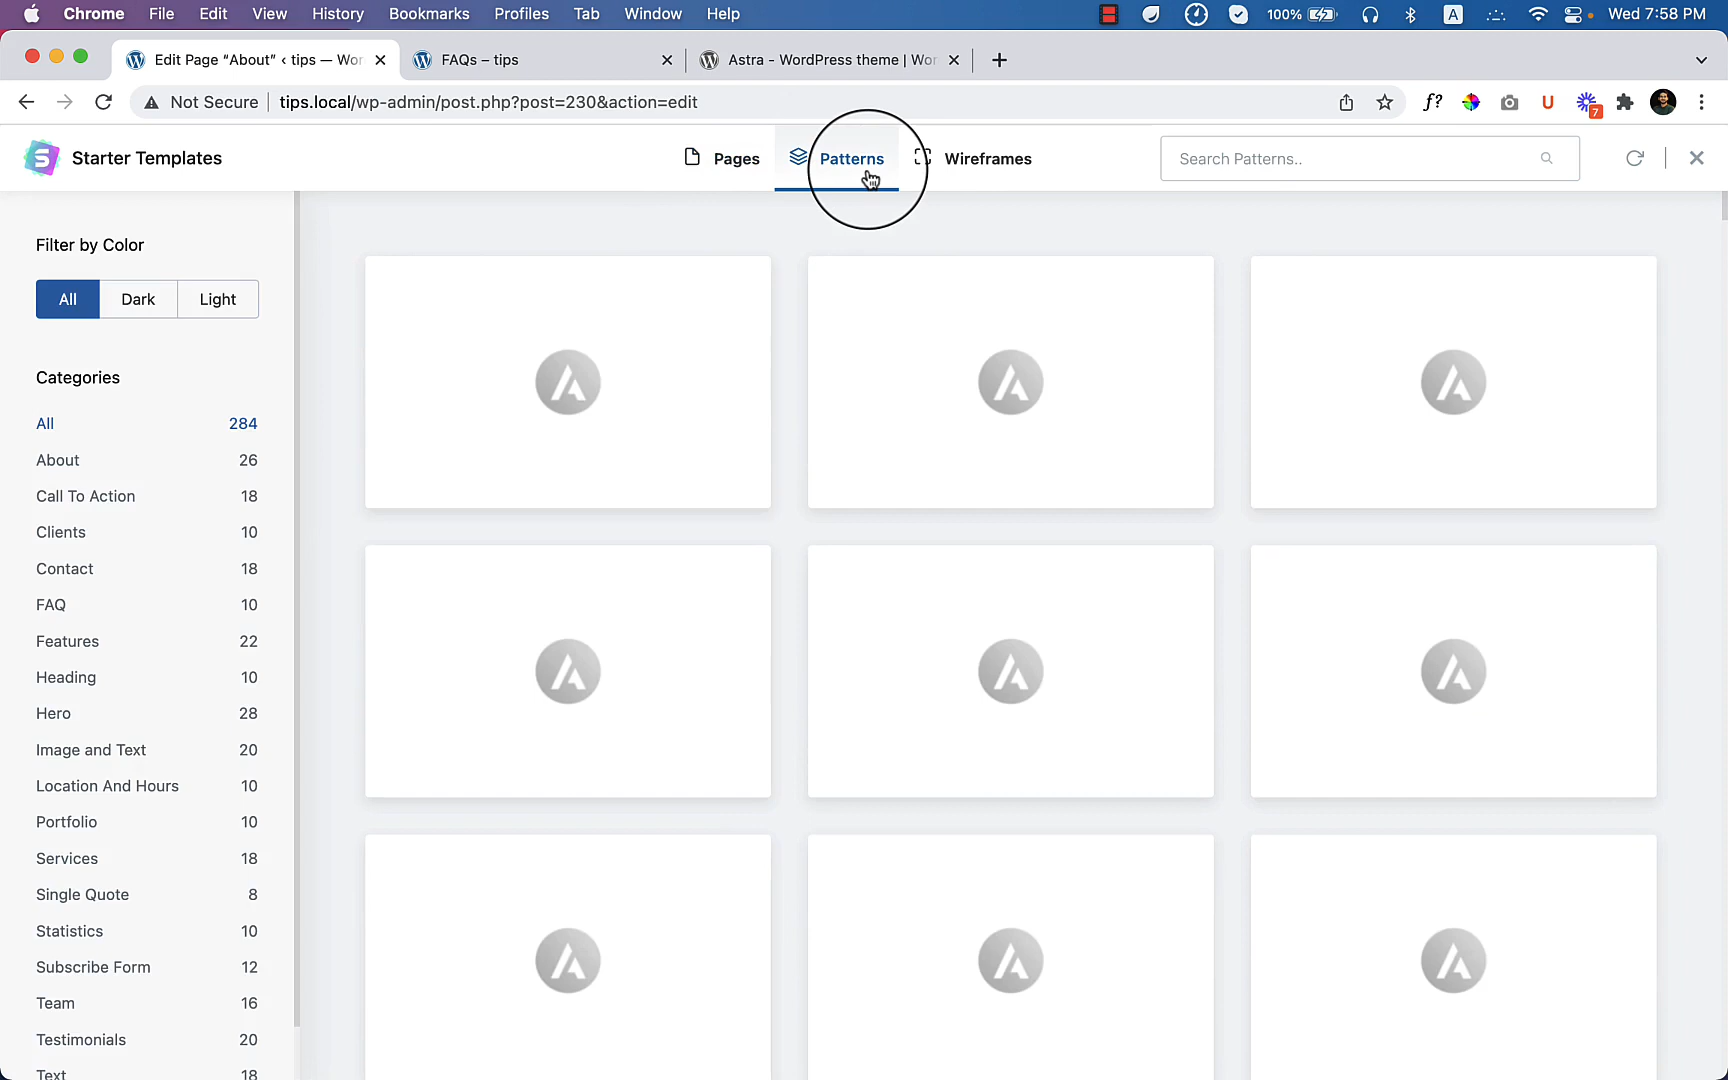 Chrome File Edit View History Bookmarks Profiles Tab Window Help 100% A Wed 7:58 PM
Edit Page “About” ‹ tips — Wor
FAQs – tips
Astra - WordPress theme | Wor
Not Secure tips.local/wp-admin/post.php?post=230&action=edit
f? U 7
S Starter Templates
Pages
Patterns
Wireframes
Search Patterns..
Filter by Color
All Dark Light
Categories
All 284
About 26
Call To Action 18
Clients 10
Contact 18
FAQ 10
Features 22
Heading 10
Hero 28
Image and Text 20
Location And Hours 10
Portfolio 10
Services 18
Single Quote 8
Statistics 10
Subscribe Form 12
Team 16
Testimonials 20
Text 18